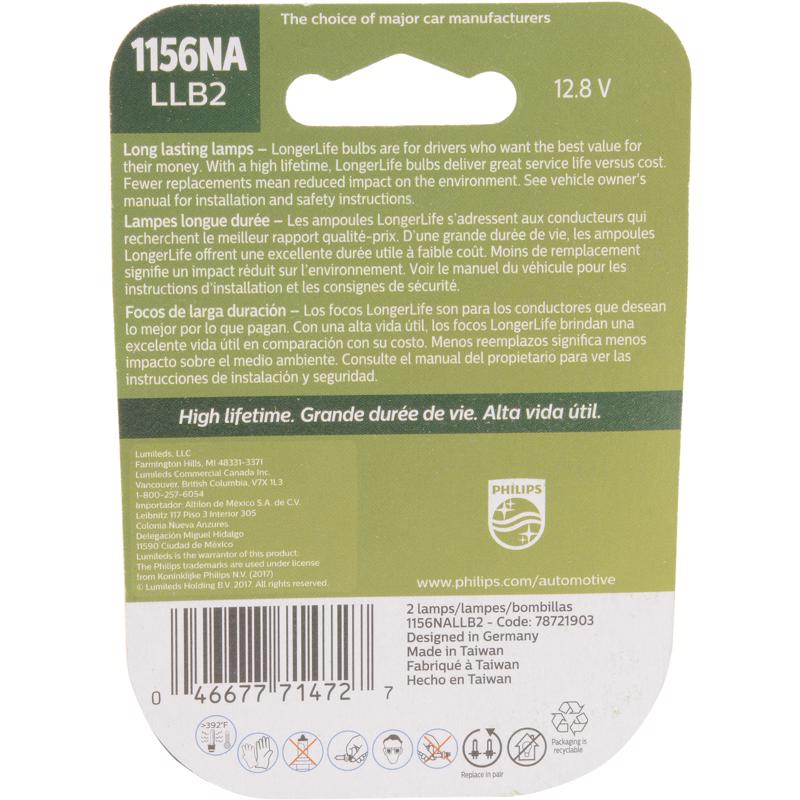 The choice of major car manufacturers
1156NA
LLB2
12.8 V
Long lasting lamps – LongerLife bulbs are for drivers who want the best value for
their money. With a high lifetime, LongerLife bulbs deliver great service life versus cost.
Fewer replacements mean reduced impact on the environment. See vehicle owner's
manual for installation and safety instructions.
Lampes longue durée – Les ampoules LongerLife s'adressent aux conducteurs qui
recherchent le meilleur rapport qualité-prix. D'une grande durée de vie, les ampoules
LongerLife offrent une excellente durée utile à faible coût. Moins de remplacement
signifie un impact réduit sur l'environnement. Voir le manuel du véhicule pour les
instructions d'installation et les consignes de sécurité.
Focos de larga duración – Los focos LongerLife son para los conductores que desean
lo mejor por lo que pagan. Con una alta vida útil, los focos LongerLife brindan una
excelente vida útil en comparación con su costo. Menos reemplazos significa menos
impacto sobre el medio ambiente. Consulte el manual del propietario para ver las
instrucciones de instalación y seguridad.
High lifetime. Grande durée de vie. Alta vida útil.
Lumileds, LLC
Farmington Hills, MI 48331-3371
Lumileds Commercial Canada Inc.
Vancouver, British Columbia, V7X 1L3
1-800-257-6054
Importador: Altilon de México S.A. de C.V.
Leibnitz 117 Piso 3 Interior 305
Colonia Nueva Anzures
Delegación Miguel Hidalgo
11590 Ciudad de México
Lumileds is the warrantor of this product.
The Philips trademarks are used under license
from Koninklijke Philips N.V. (2017)
© Lumileds Holding B.V. 2017. All rights reserved.
PHILIPS
www.philips.com/automotive
2 lamps/lampes/bombillas
1156NALLB2 - Code: 78721903
Designed in Germany
Made in Taiwan
Fabriqué à Taiwan
Hecho en Taiwan
0 46677 71472 7
>392°F
Replace in pair
Packaging is
recyclable